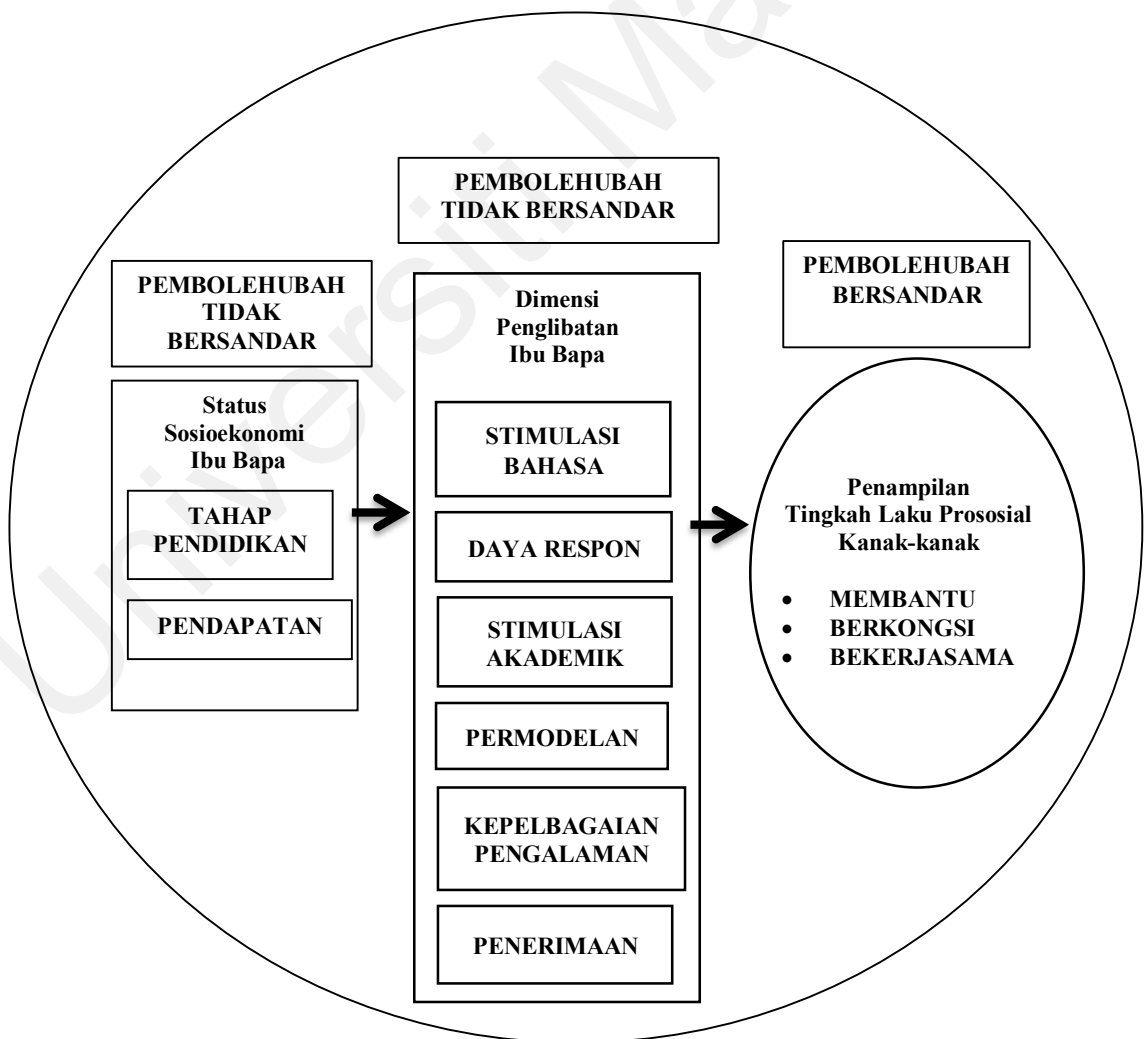 Universiti Ma
PEMBOLEHUBAH
TIDAK BERSANDAR
PEMBOLEHUBAH
TIDAK
BERSANDAR
PEMBOLEHUBAH
BERSANDAR
Status
Sosioekonomi
Ibu Bapa
TAHAP
PENDIDIKAN
PENDAPATAN
Dimensi
Penglibatan
Ibu Bapa
STIMULASI
BAHASA
DAYA RESPON
STIMULASI
AKADEMIK
PERMODELAN
KEPELBAGAIAN
PENGALAMAN
PENERIMAAN
Penampilan
Tingkah Laku Prososial
Kanak-kanak
• MEMBANTU
• BERKONGSI
• BEKERJASAMA